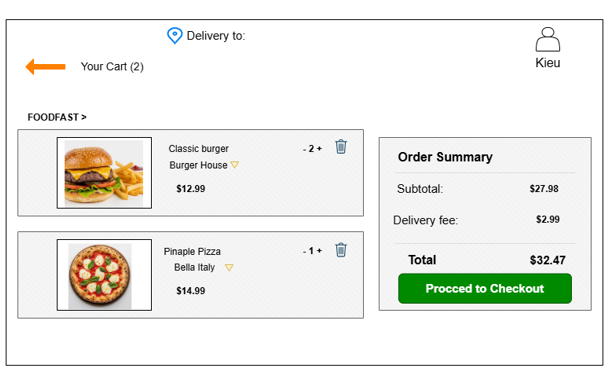 Delivery to:
Your Cart (2)
Kieu
FOODFAST >
Classic burger
- 2 +
Burger House
$12.99
Pinaple Pizza
- 1 +
Bella Italy
$14.99
Order Summary
Subtotal: $27.98
Delivery fee: $2.99
Total $32.47
Procced to Checkout